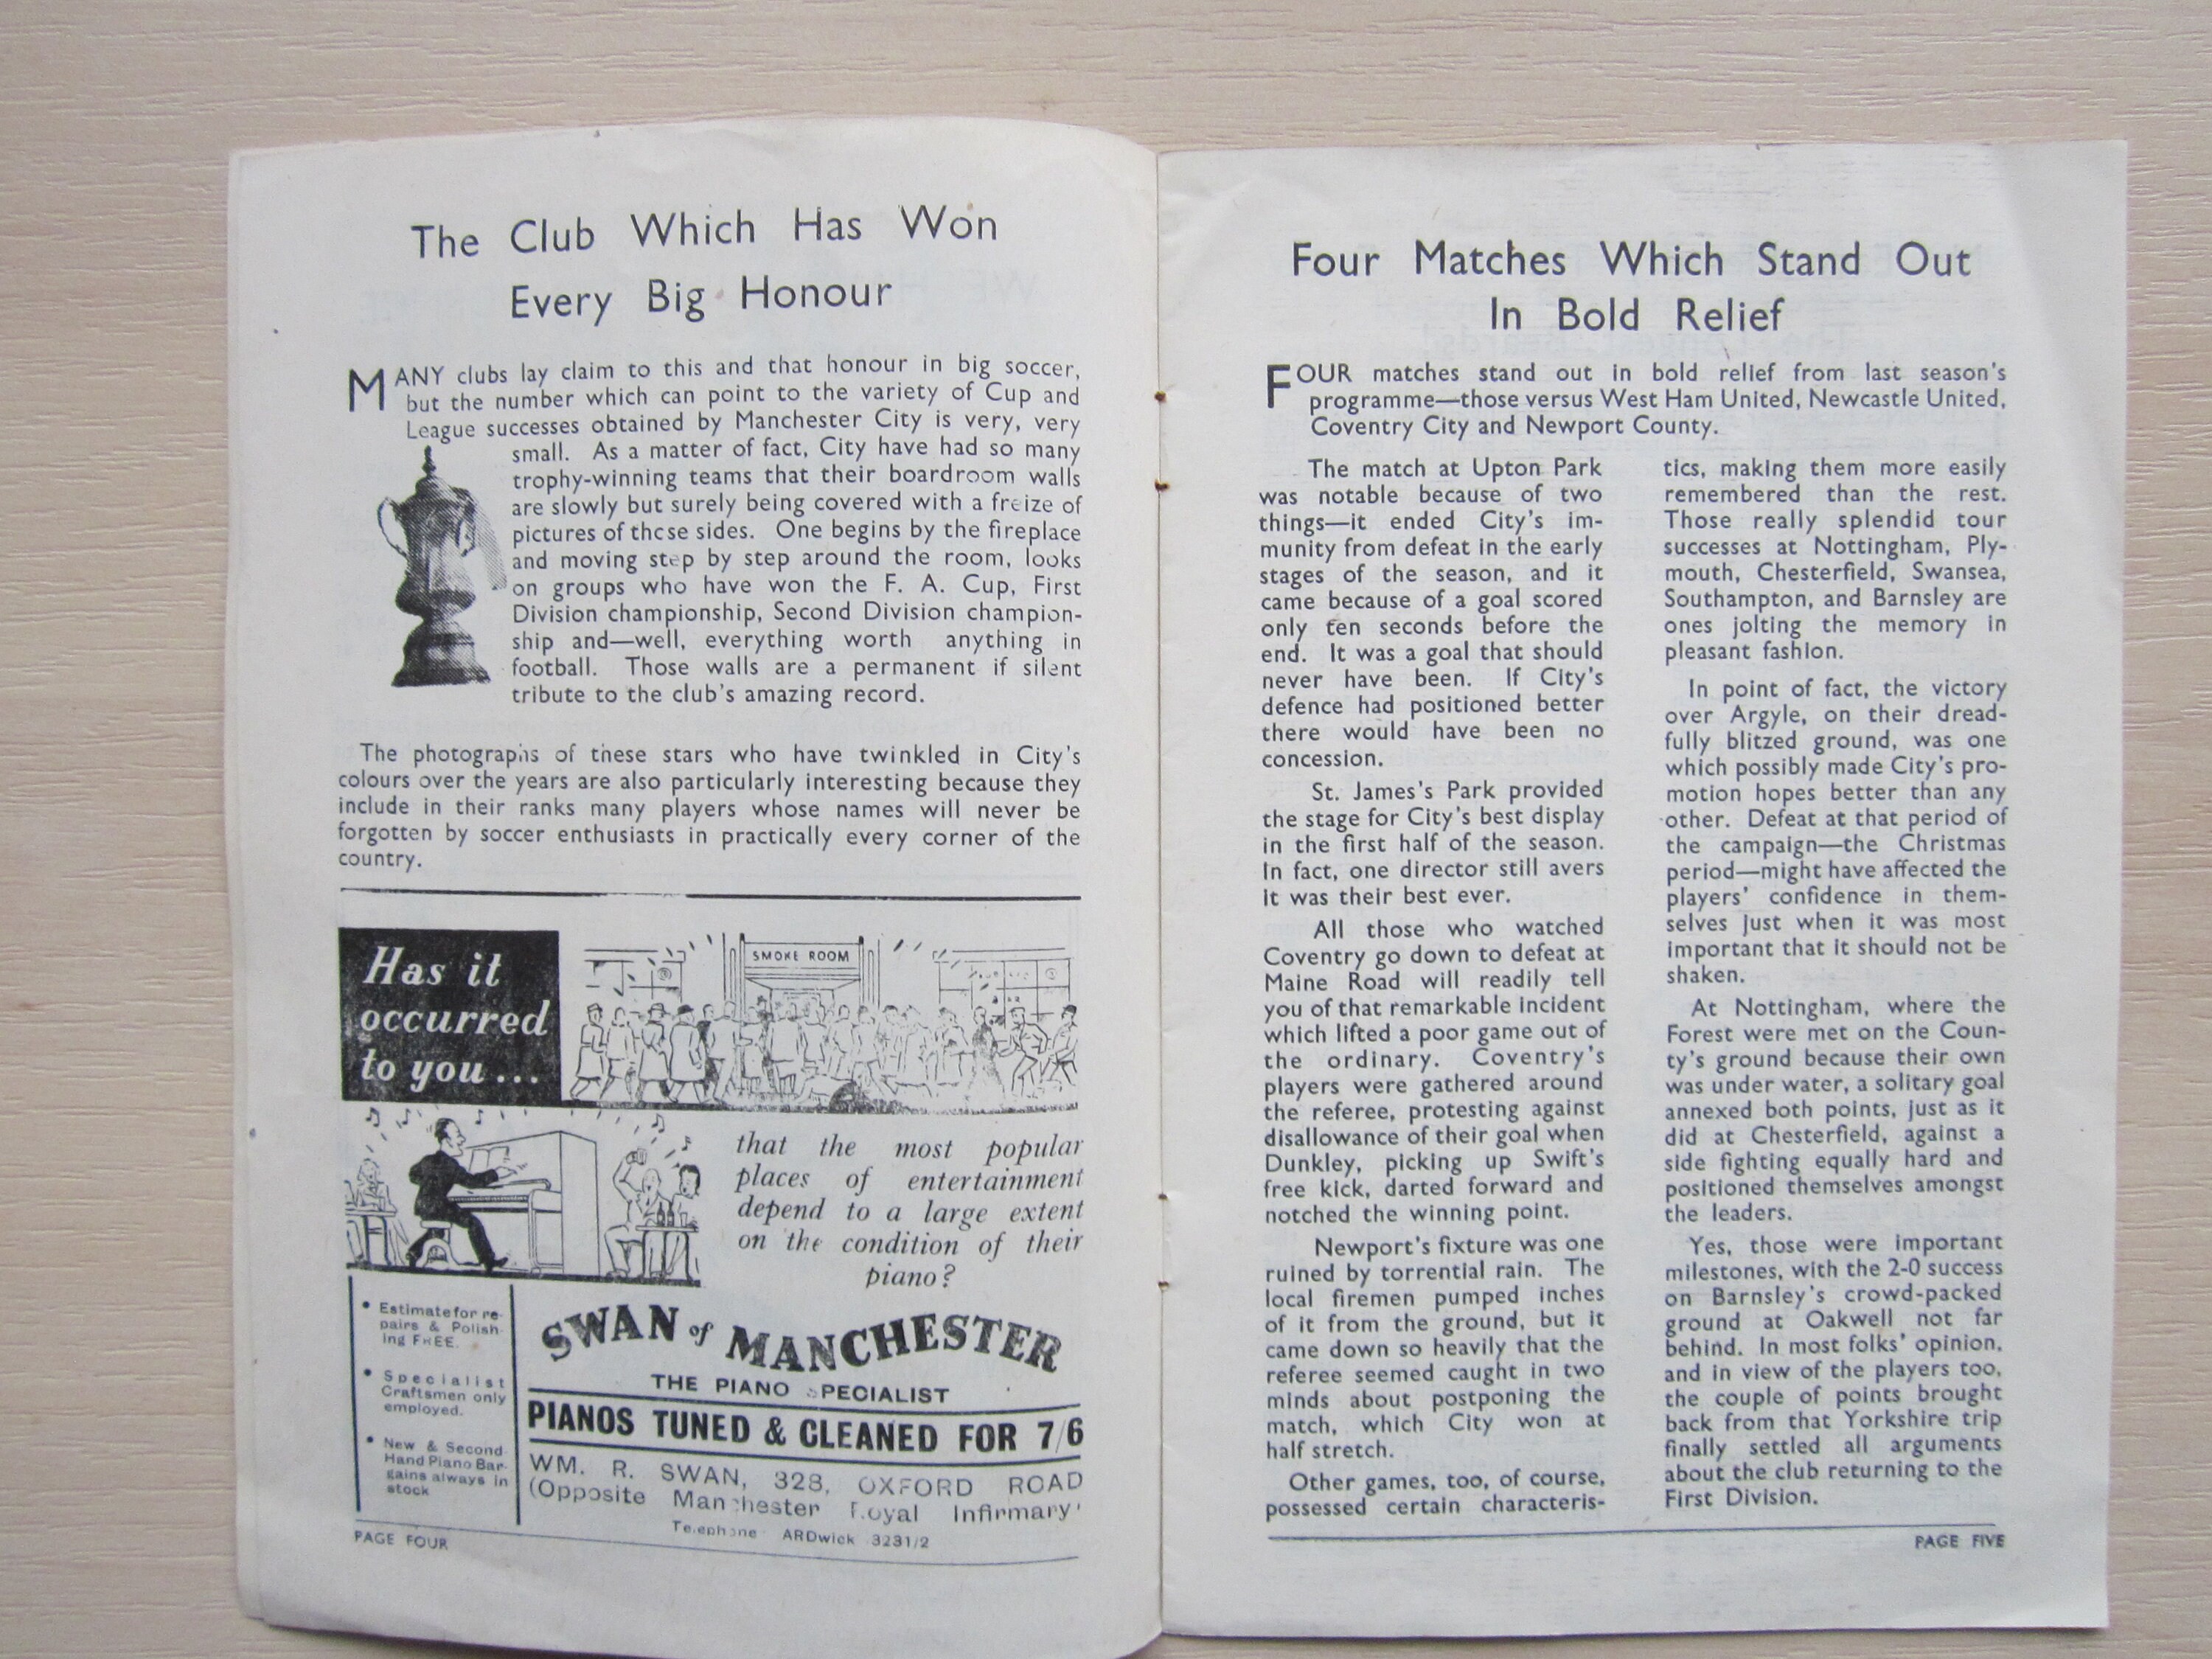 The Club Which Has Won
Every Big Honour
MANY clubs lay claim to this and that honour in big soccer,
but the number which can point to the variety of Cup and
League successes obtained by Manchester City is very, very
small. As a matter of fact, City have had so many
trophy-winning teams that their boardroom walls
are slowly but surely being covered with a freize of
pictures of those sides. One begins by the fireplace
and moving step by step around the room, looks
on groups who have won the F. A. Cup, First
Division championship, Second Division champion-
ship and—well, everything worth anything in
football. Those walls are a permanent if silent
tribute to the club's amazing record.
The photographs of these stars who have twinkled in City's
colours over the years are also particularly interesting because they
include in their ranks many players whose names will never be
forgotten by soccer enthusiasts in practically every corner of the
country.
Has it
occurred
to you ...
SMOKE ROOM
that the most popular
places of entertainment
depend to a large extent
on the condition of their
piano?
• Estimate for re-
pairs & Polish-
ing FREE.
• Specialist
Craftsmen only
employed.
• New & Second-
Hand Piano Bar-
gains always in
stock
SWAN of MANCHESTER
THE PIANO SPECIALIST
PIANOS TUNED & CLEANED FOR 7/6
WM. R. SWAN, 328, OXFORD ROAD
(Opposite Manchester Royal Infirmary)
Telephone ARDwick 3231/2
PAGE FOUR
Four Matches Which Stand Out
In Bold Relief
FOUR matches stand out in bold relief from last season's
programme—those versus West Ham United, Newcastle United,
Coventry City and Newport County.
The match at Upton Park
was notable because of two
things—it ended City's im-
munity from defeat in the early
stages of the season, and it
came because of a goal scored
only ten seconds before the
end. It was a goal that should
never have been. If City's
defence had positioned better
there would have been no
concession.
St. James's Park provided
the stage for City's best display
in the first half of the season.
In fact, one director still avers
it was their best ever.
All those who watched
Coventry go down to defeat at
Maine Road will readily tell
you of that remarkable incident
which lifted a poor game out of
the ordinary. Coventry's
players were gathered around
the referee, protesting against
disallowance of their goal when
Dunkley, picking up Swift's
free kick, darted forward and
notched the winning point.
Newport's fixture was one
ruined by torrential rain. The
local firemen pumped inches
of it from the ground, but it
came down so heavily that the
referee seemed caught in two
minds about postponing the
match, which City won at
half stretch.
Other games, too, of course,
possessed certain characteris-
tics, making them more easily
remembered than the rest.
Those really splendid tour
successes at Nottingham, Ply-
mouth, Chesterfield, Swansea,
Southampton, and Barnsley are
ones jolting the memory in
pleasant fashion.
In point of fact, the victory
over Argyle, on their dread-
fully blitzed ground, was one
which possibly made City's pro-
motion hopes better than any
other. Defeat at that period of
the campaign—the Christmas
period—might have affected the
players' confidence in them-
selves just when it was most
important that it should not be
shaken.
At Nottingham, where the
Forest were met on the Coun-
ty's ground because their own
was under water, a solitary goal
annexed both points, just as it
did at Chesterfield, against a
side fighting equally hard and
positioned themselves amongst
the leaders.
Yes, those were important
milestones, with the 2-0 success
on Barnsley's crowd-packed
ground at Oakwell not far
behind. In most folks' opinion,
and in view of the players too,
the couple of points brought
back from that Yorkshire trip
finally settled all arguments
about the club returning to the
First Division.
PAGE FIVE